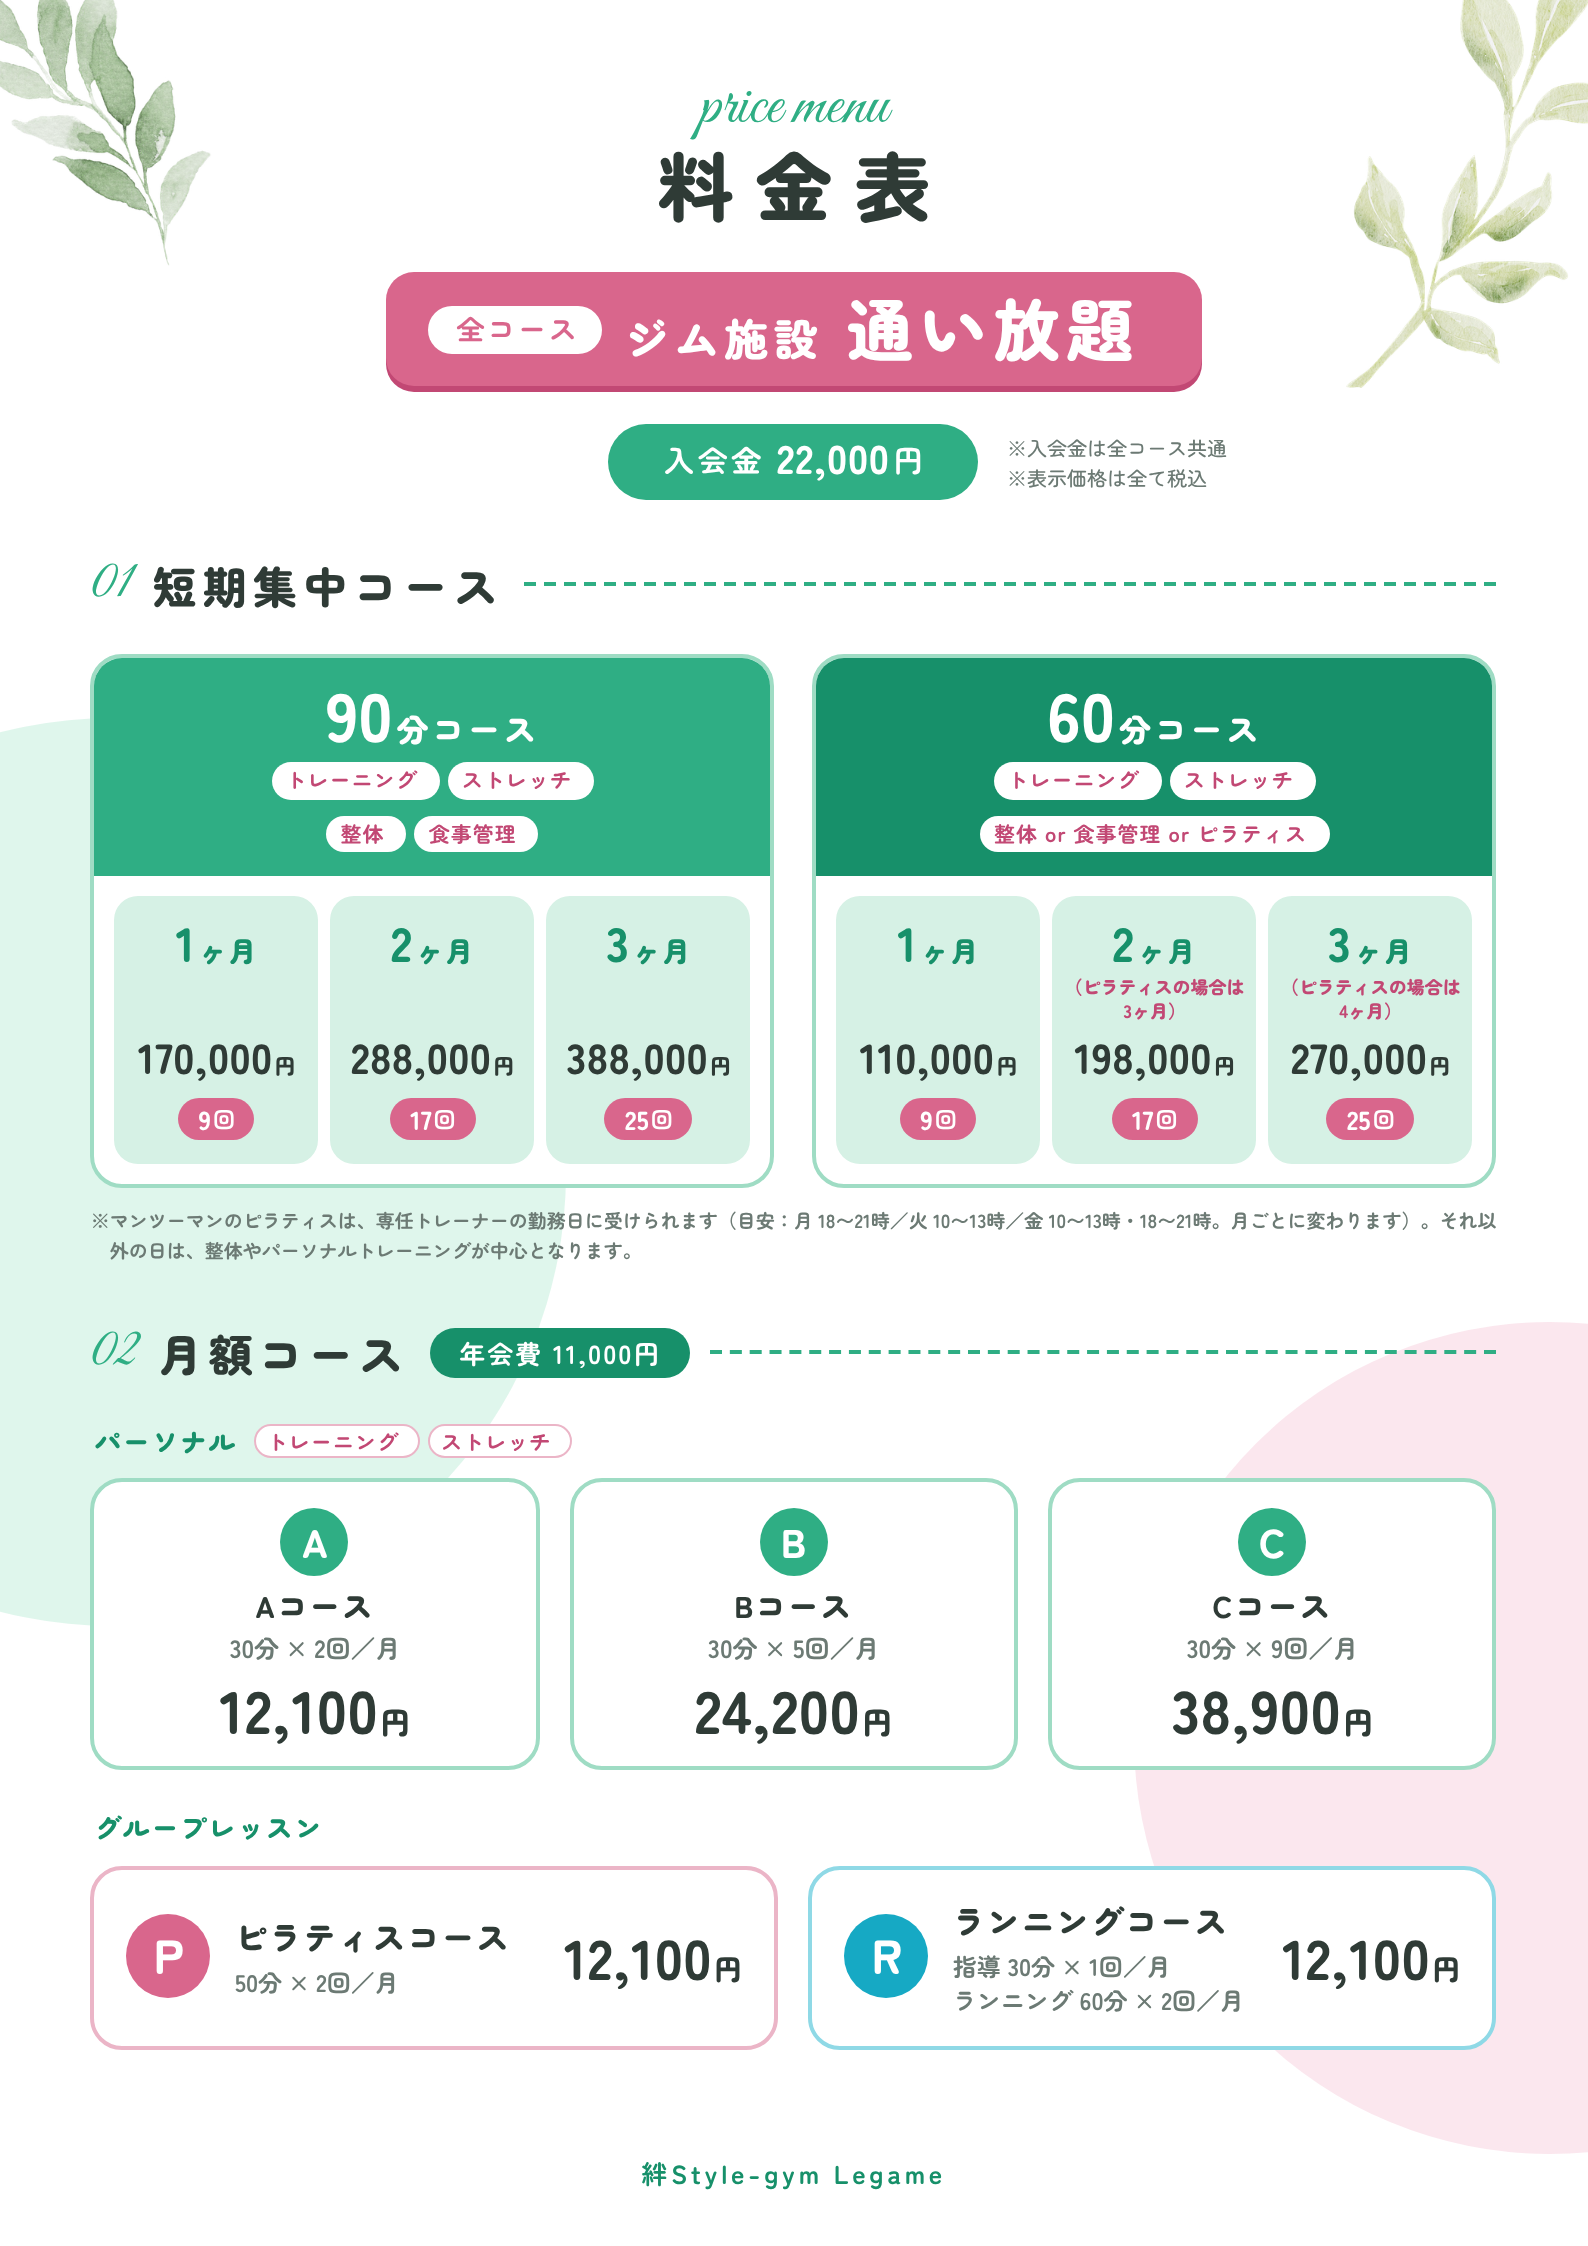 price menu
料金表
全コース ジム施設 通い放題
入会金 22,000円
※入会金は全コース共通
※表示価格は全て税込
01 短期集中コース
90分コース
トレーニング ストレッチ
整体 食事管理
1ヶ月 2ヶ月 3ヶ月
170,000円 288,000円 388,000円
9回 17回 25回
60分コース
トレーニング ストレッチ
整体 or 食事管理 or ピラティス
1ヶ月 2ヶ月 3ヶ月
（ピラティスの場合は （ピラティスの場合は
3ヶ月） 4ヶ月）
110,000円 198,000円 270,000円
9回 17回 25回
※マンツーマンのピラティスは、専任トレーナーの勤務日に受けられます（目安：月 18〜21時／火 10〜13時／金 10〜13時・18〜21時。月ごとに変わります）。それ以
外の日は、整体やパーソナルトレーニングが中心となります。
02 月額コース 年会費 11,000円
パーソナル トレーニング ストレッチ
A
Aコース
30分 × 2回／月
12,100円
B
Bコース
30分 × 5回／月
24,200円
C
Cコース
30分 × 9回／月
38,900円
グループレッスン
P
ピラティスコース
50分 × 2回／月
12,100円
R
ランニングコース
指導 30分 × 1回／月
ランニング 60分 × 2回／月
12,100円
絆Style-gym Legame